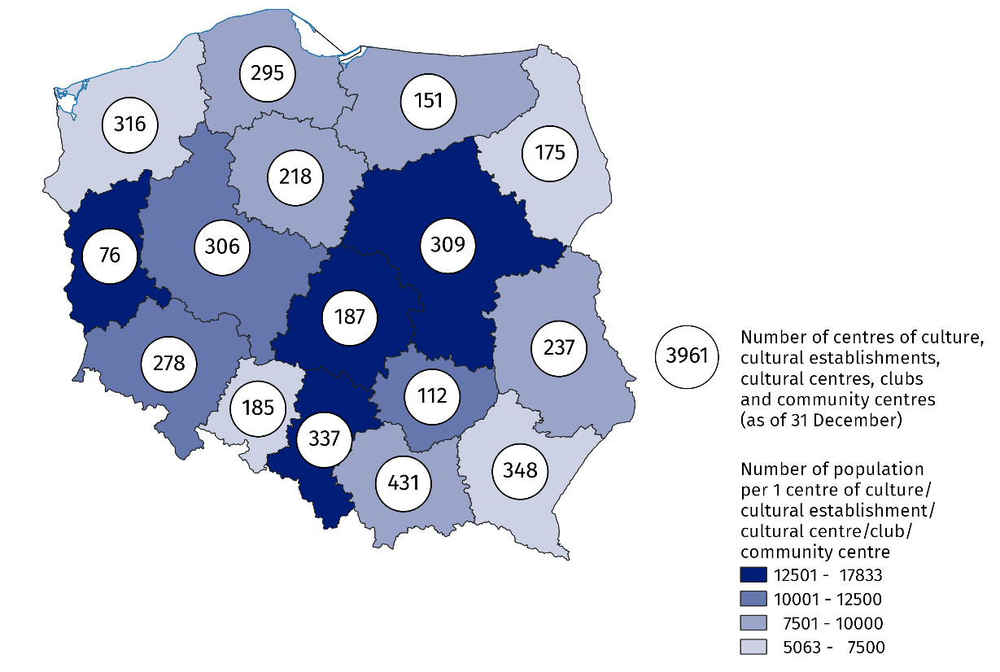 295
151
316
175
218
306
309
76
187
237
278
112
185
337
348
431
3961
Number of centres of culture,
cultural establishments,
cultural centres, clubs
and community centres
(as of 31 December)
Number of population
per 1 centre of culture/
cultural establishment/
cultural centre/club/
community centre
12501 - 17833
10001 - 12500
7501 - 10000
5063 - 7500